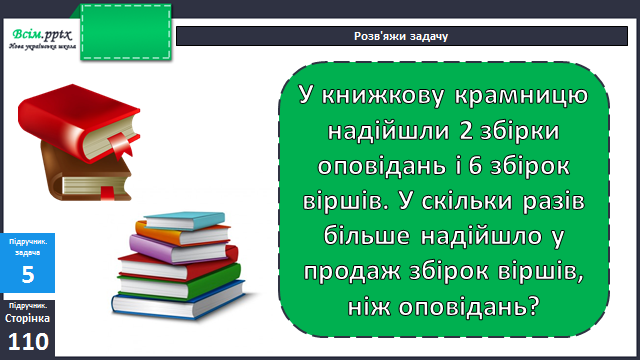 Всім.pptx
Нова українська школа
Розв'яжи задачу
У книжкову крамницю
надійшли 2 збірки
оповідань і 6 збірок
віршів. У скільки разів
більше надійшло у
продаж збірок віршів,
ніж оповідань?
Підручник.
задача
5
Підручник.
Сторінка
110